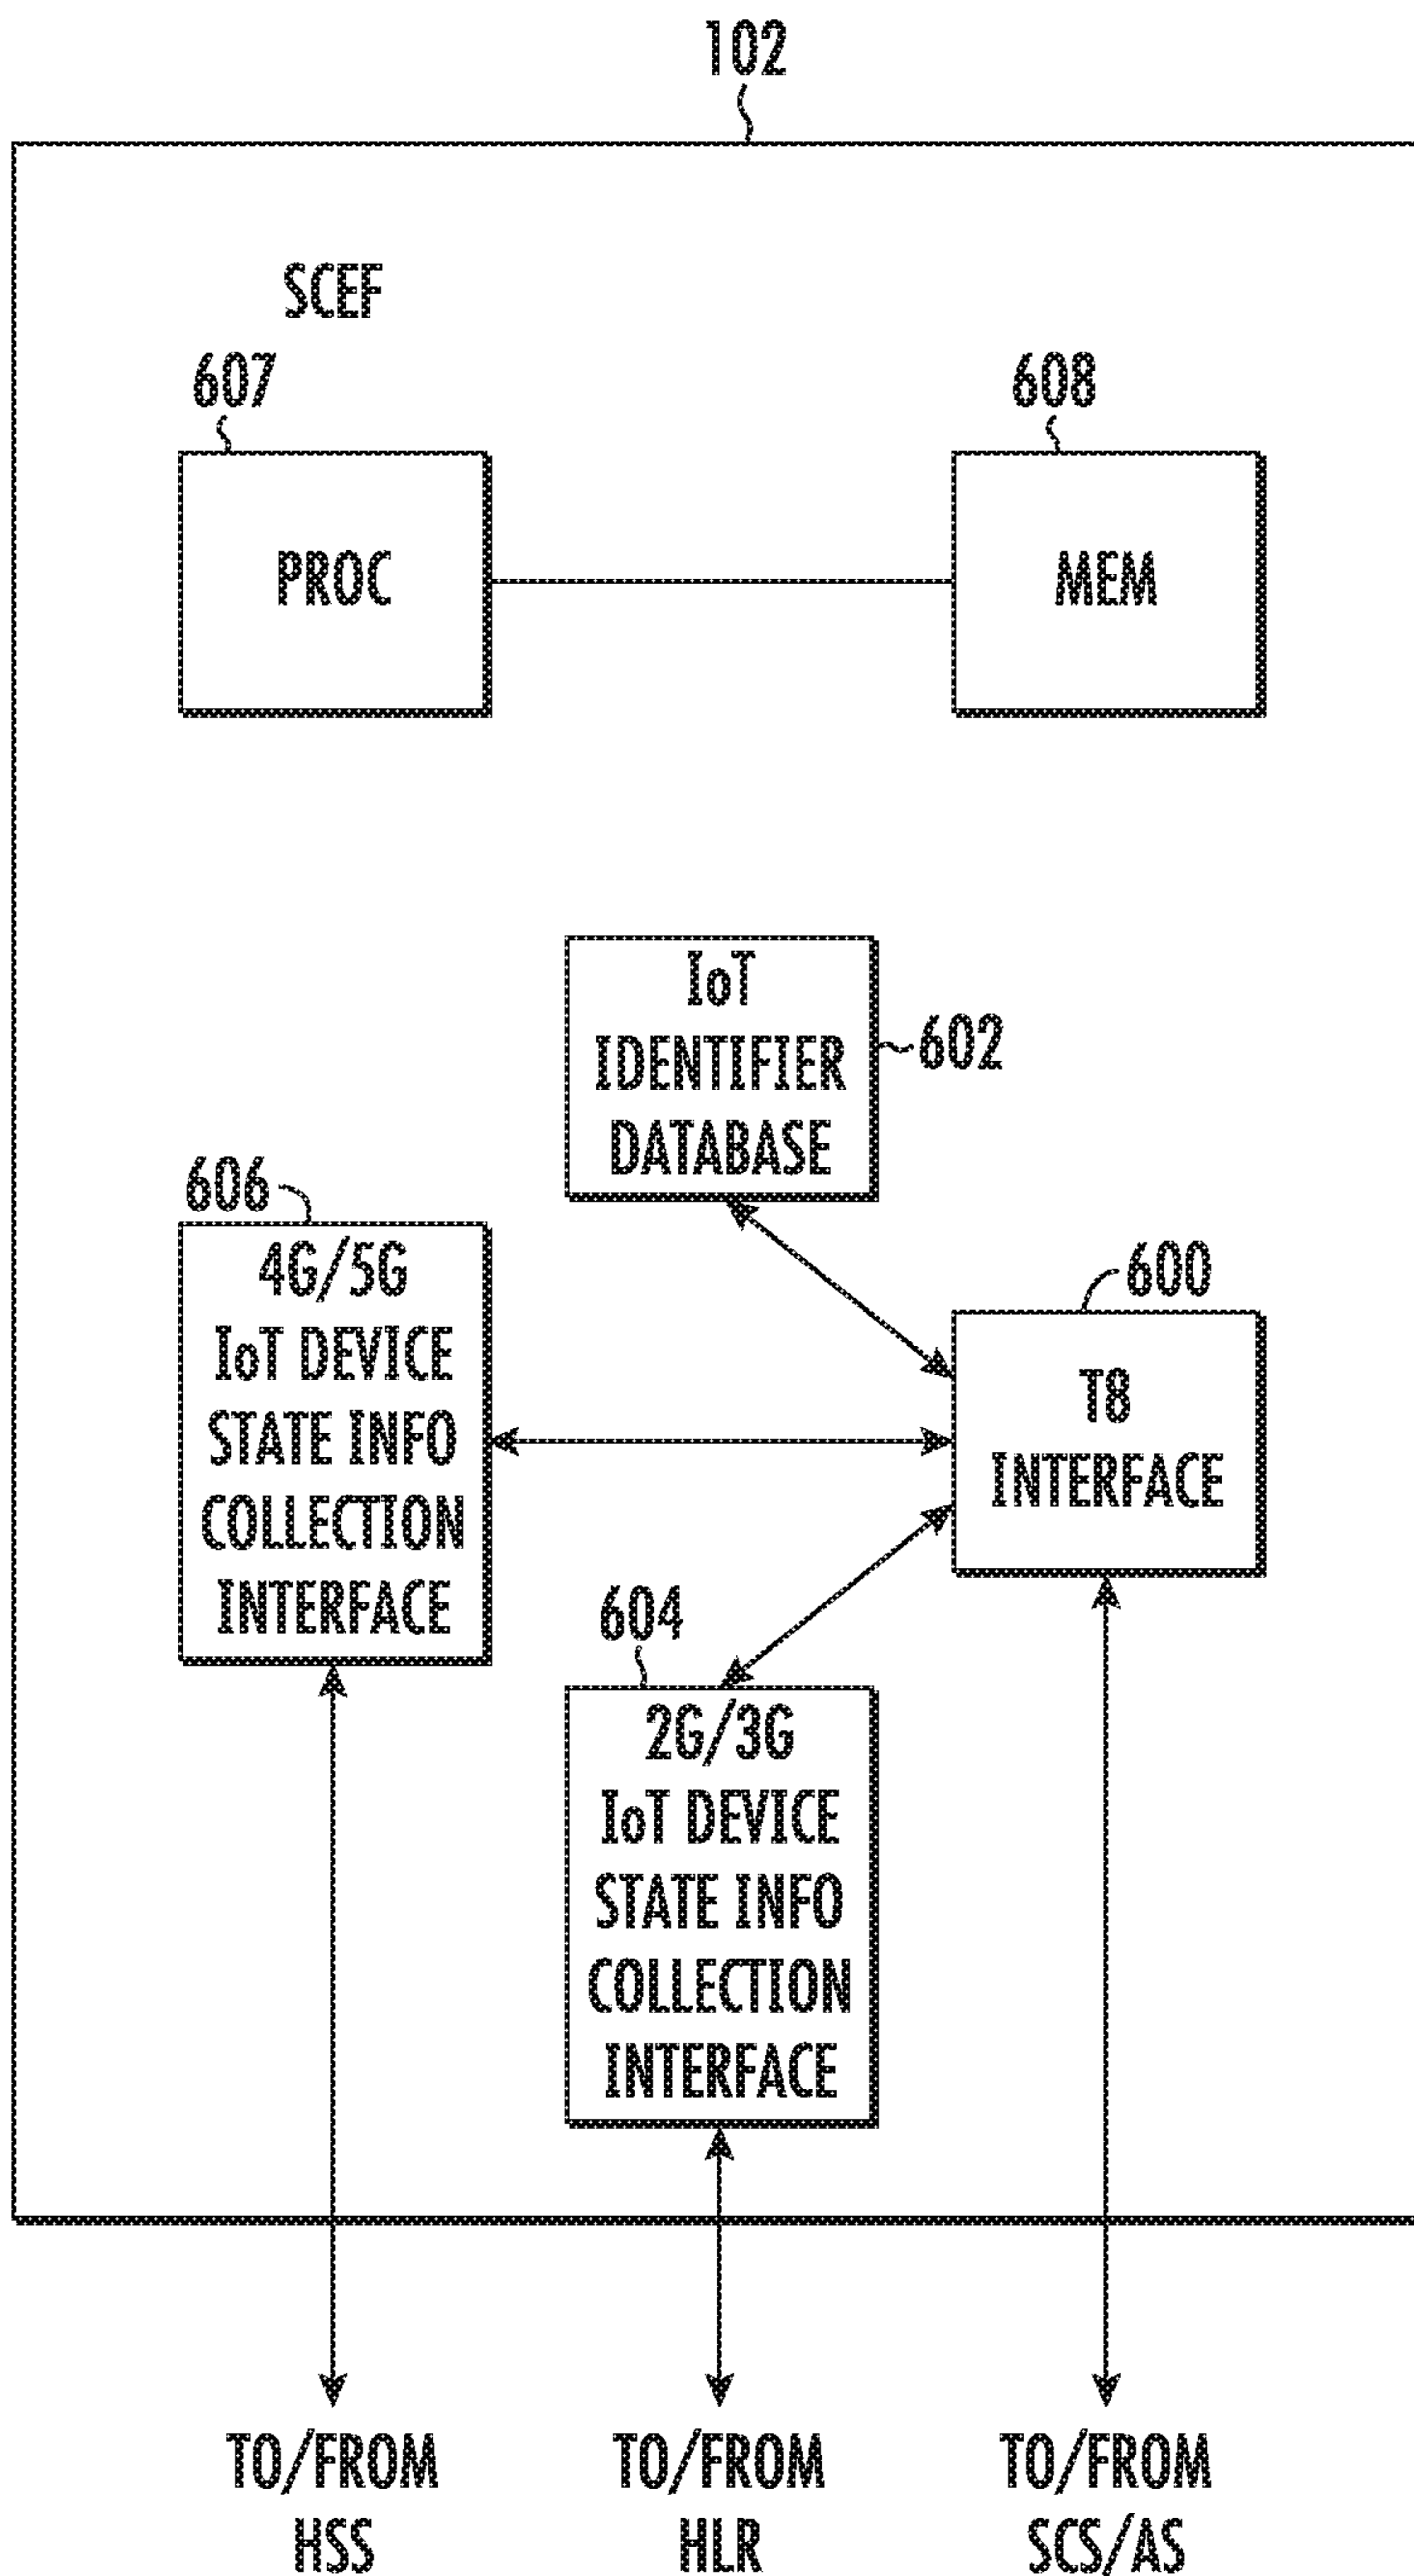 102
SCEF
607
608
PROC
MEM
IoT
IDENTIFIER
DATABASE
602
606
4G/5G
IoT DEVICE
STATE INFO
COLLECTION
INTERFACE
600
T8
INTERFACE
604
2G/3G
IoT DEVICE
STATE INFO
COLLECTION
INTERFACE
TO/FROM
HSS
TO/FROM
HLR
TO/FROM
SCS/AS